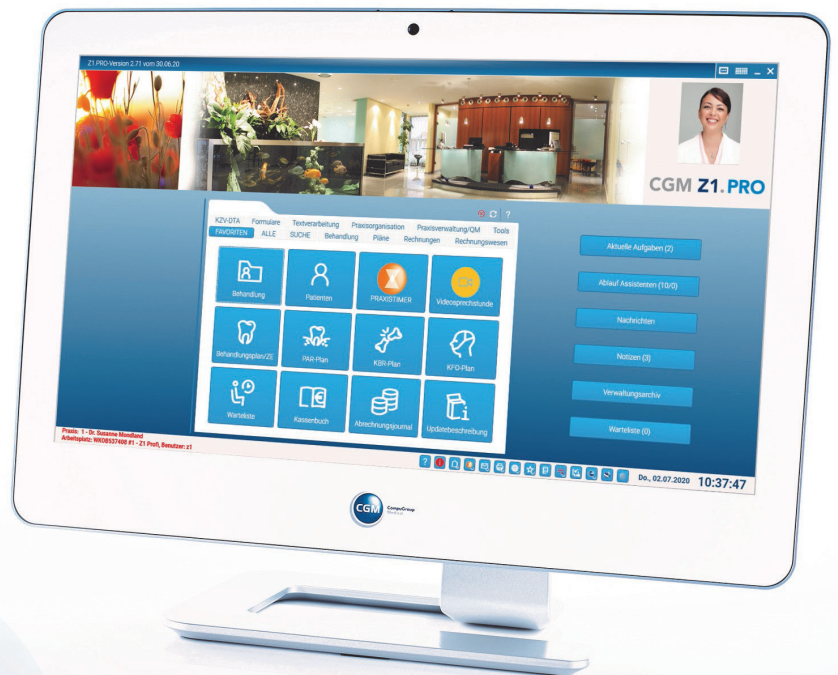 Z1.PRO-Version 2.71 vom 30.06.20
CGM Z1.PRO
?
KZV-DTA Formulare Textverarbeitung Praxisorganisation Praxisverwaltung/QM Tools
FAVORITEN ALLE SUCHE Behandlung Pläne Rechnungen Rechnungswesen
Behandlung Patienten PRAXISTIMER Videosprechstunde
Behandlungsplan/ZE PAR-Plan KBR-Plan KFO-Plan
Warteliste Kassenbuch Abrechnungsjournal Updatebeschreibung
Aktuelle Aufgaben (2)
Ablauf Assistenten (10/0)
Nachrichten
Notizen (3)
Verwaltungsarchiv
Warteliste (0)
Praxis: 1 - Dr. Susanne Mondland
Arbeitsplatz: WKOB537408 #1 - Z1 Profi, Benutzer: z1
? Do., 02.07.2020 10:37:47
CGM CompuGroup
Medical